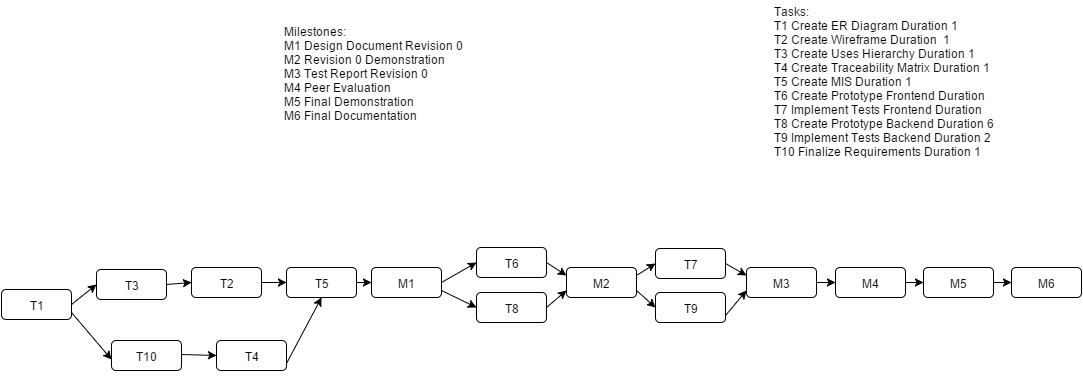 Milestones:
M1 Design Document Revision 0
M2 Revision 0 Demonstration
M3 Test Report Revision 0
M4 Peer Evaluation
M5 Final Demonstration
M6 Final Documentation
Tasks:
T1 Create ER Diagram Duration 1
T2 Create Wireframe Duration  1
T3 Create Uses Hierarchy Duration 1
T4 Create Traceability Matrix Duration 1
T5 Create MIS Duration 1
T6 Create Prototype Frontend Duration
T7 Implement Tests Frontend Duration
T8 Create Prototype Backend Duration 6
T9 Implement Tests Backend Duration 2
T10 Finalize Requirements Duration 1
T1
T3
T2
T5
M1
T6
M2
T7
M3
M4
M5
M6
T8
T9
T10
T4